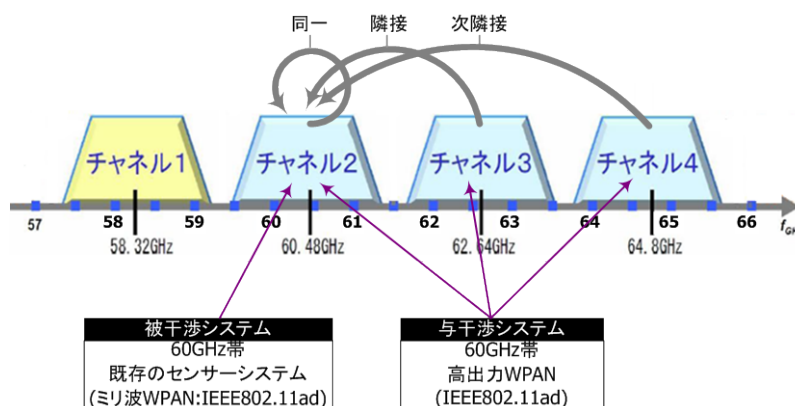 同一 隣接 次隣接
チャネル1 チャネル2 チャネル3 チャネル4
57 58 59 60 61 62 63 64 65 66 fGH
58.32GHz 60.48GHz 62.64GHz 64.8GHz
被干渉システム
60GHz帯
既存のセンサーシステム
(ミリ波WPAN:IEEE802.11ad)
与干渉システム
60GHz帯
高出力WPAN
(IEEE802.11ad)